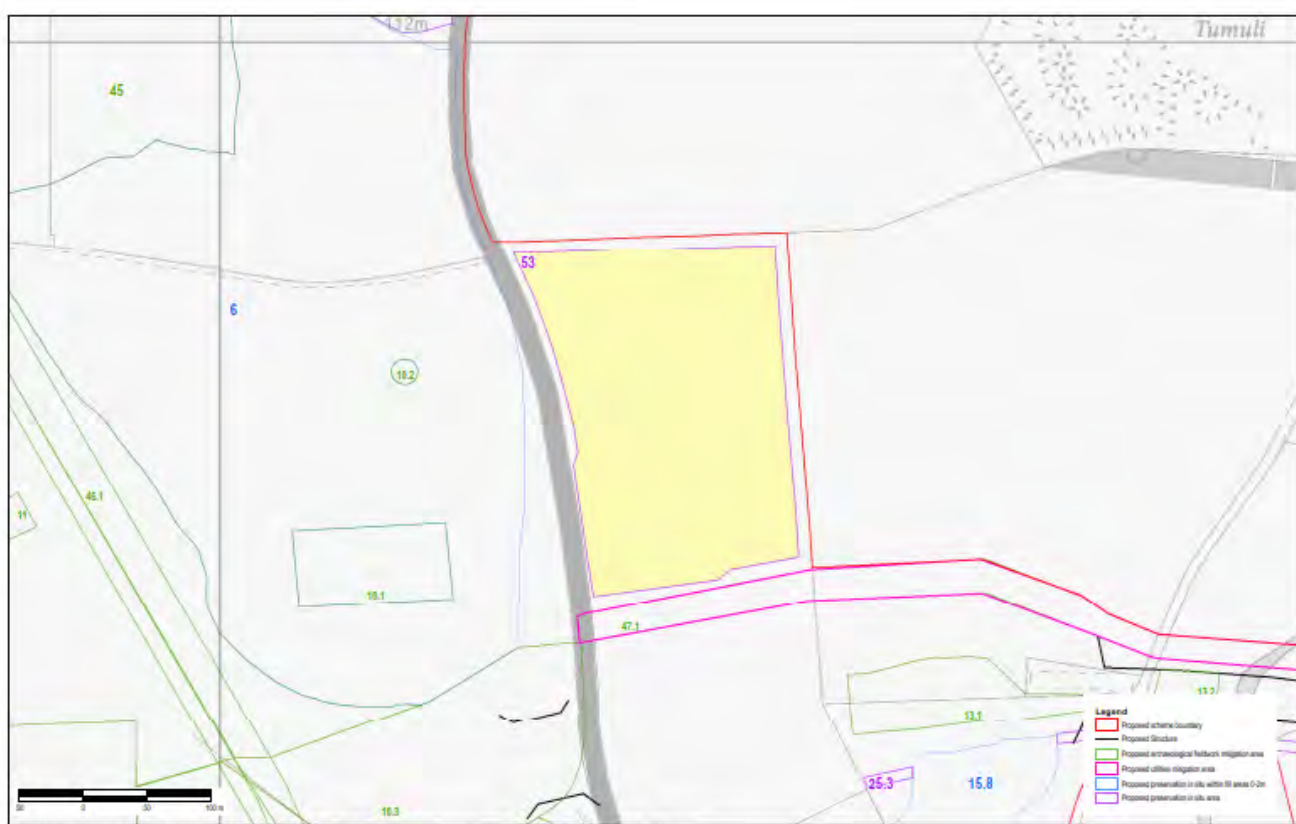 132m
Tumuli
45
53
6
10.2
46.1
11
10.1
47.1
13.2
13.1
25.3
15.8
10.3
Legend
Proposed scheme boundary
Proposed Structure
Proposed archaeological fieldwork mitigation area
Proposed utilities mitigation area
Proposed preservation in situ within fill areas 0-2m
Proposed preservation in situ area
50 0 50 100 m